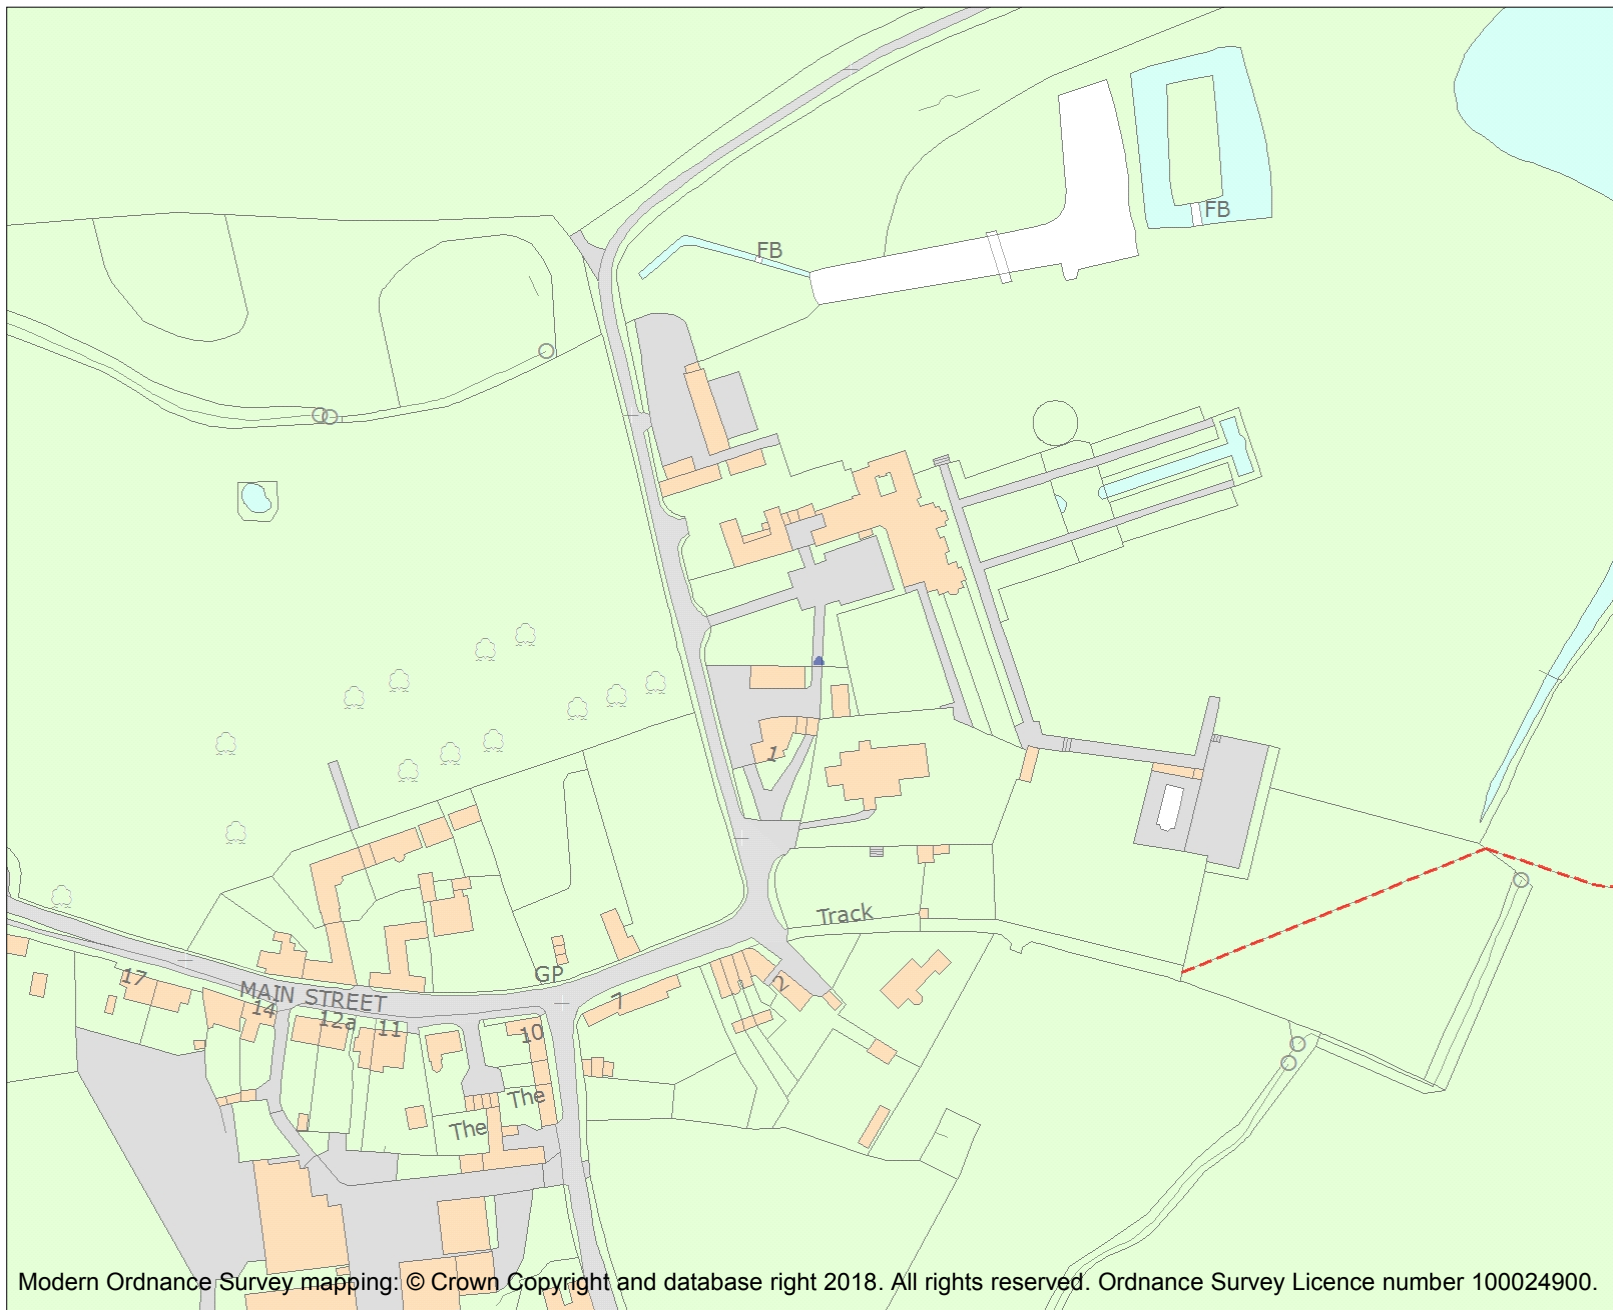 FB
FB
1
Track
GP
17
MAIN STREET
14
12a
11
7
2
10
The
The
Modern Ordnance Survey mapping: © Crown Copyright and database right 2018. All rights reserved. Ordnance Survey Licence number 100024900.